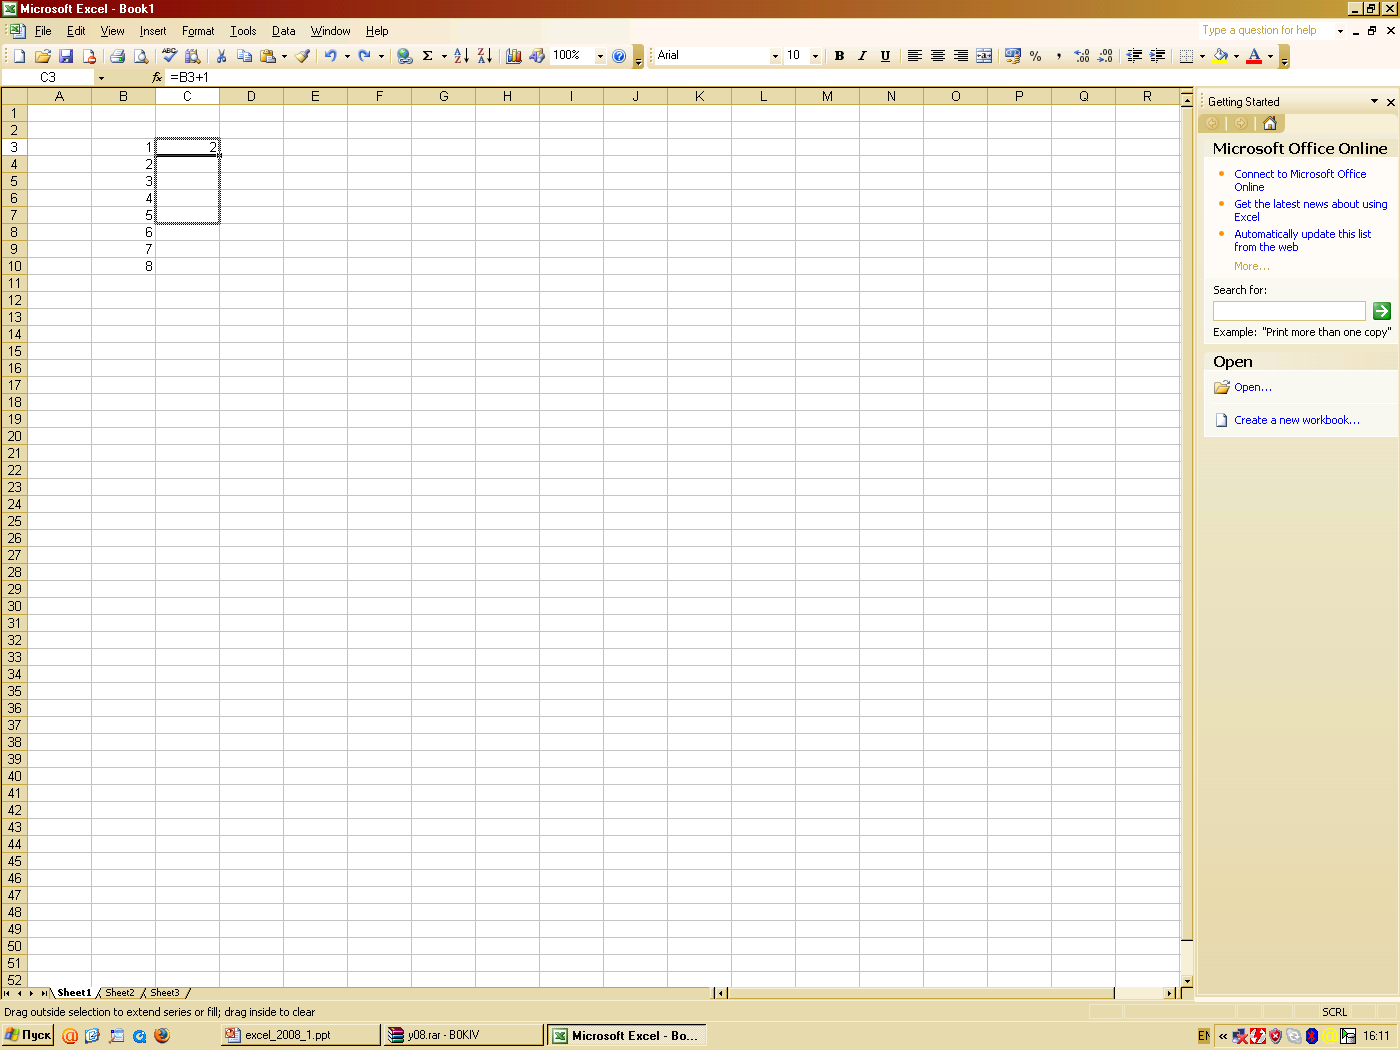 Microsoft Excel - Book1
File Edit View Insert Format Tools Data Window Help Type a question for help
100% Arial 10 B I U
C3 fx =B3+1
A B C D E F G H I J K L M N O P Q R
1
2
3 1 2
4 2
5 3
6 4
7 5
8 6
9 7
10 8
11
12
13
14
15
16
17
18
19
20
21
22
23
24
25
26
27
28
29
30
31
32
33
34
35
36
37
38
39
40
41
42
43
44
45
46
47
48
49
50
51
52
Getting Started
Microsoft Office Online
Connect to Microsoft Office
Online
Get the latest news about using
Excel
Automatically update this list
from the web
More...
Search for:
Example: "Print more than one copy"
Open
Open...
Create a new workbook...
Sheet1 Sheet2 Sheet3
Drag outside selection to extend series or fill; drag inside to clear SCRL
Пуск excel_2008_1.ppt y08.rar - B0KIV Microsoft Excel - Bo... EN 16:11